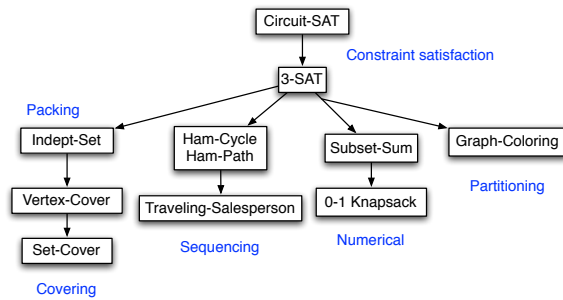 Circuit-SAT
Constraint satisfaction
3-SAT
Packing
Indept-Set
Ham-Cycle
Ham-Path
Subset-Sum
Graph-Coloring
Partitioning
Vertex-Cover
Traveling-Salesperson
0-1 Knapsack
Set-Cover
Sequencing
Numerical
Covering